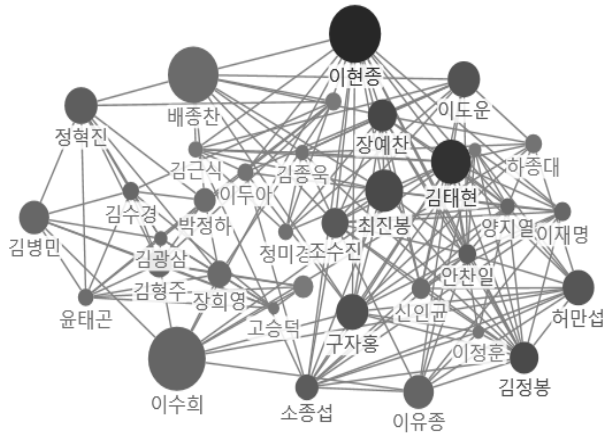 이현종
배종찬
이도운
정혁진
장예찬
김근식
김종욱
하종대
이두아
김태현
김수경
박정하
최진봉
김병민
양지열
이재명
정미경
조수진
김광삼
안찬일
김형주
장희영
신인균
윤태곤
허만섭
고승덕
구자홍
이정훈
김정봉
이수희
소종섭
이유종